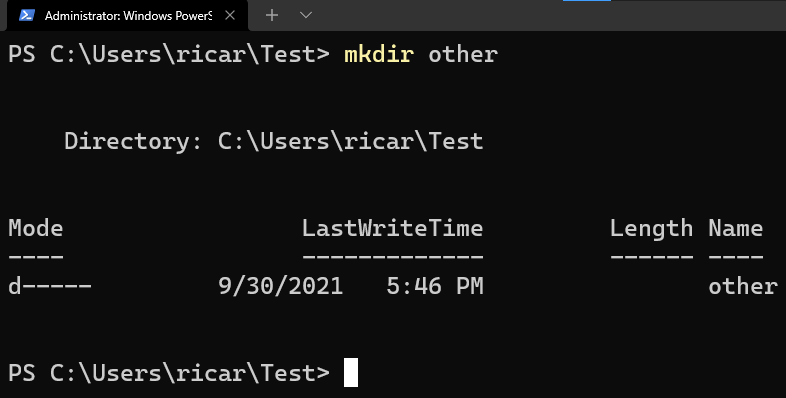 Administrator: Windows PowerS
PS C:\Users\ricar\Test> mkdir other
    Directory: C:\Users\ricar\Test
Mode                 LastWriteTime         Length Name
----                 -------------         ------ ----
d-----         9/30/2021   5:46 PM                other
PS C:\Users\ricar\Test>